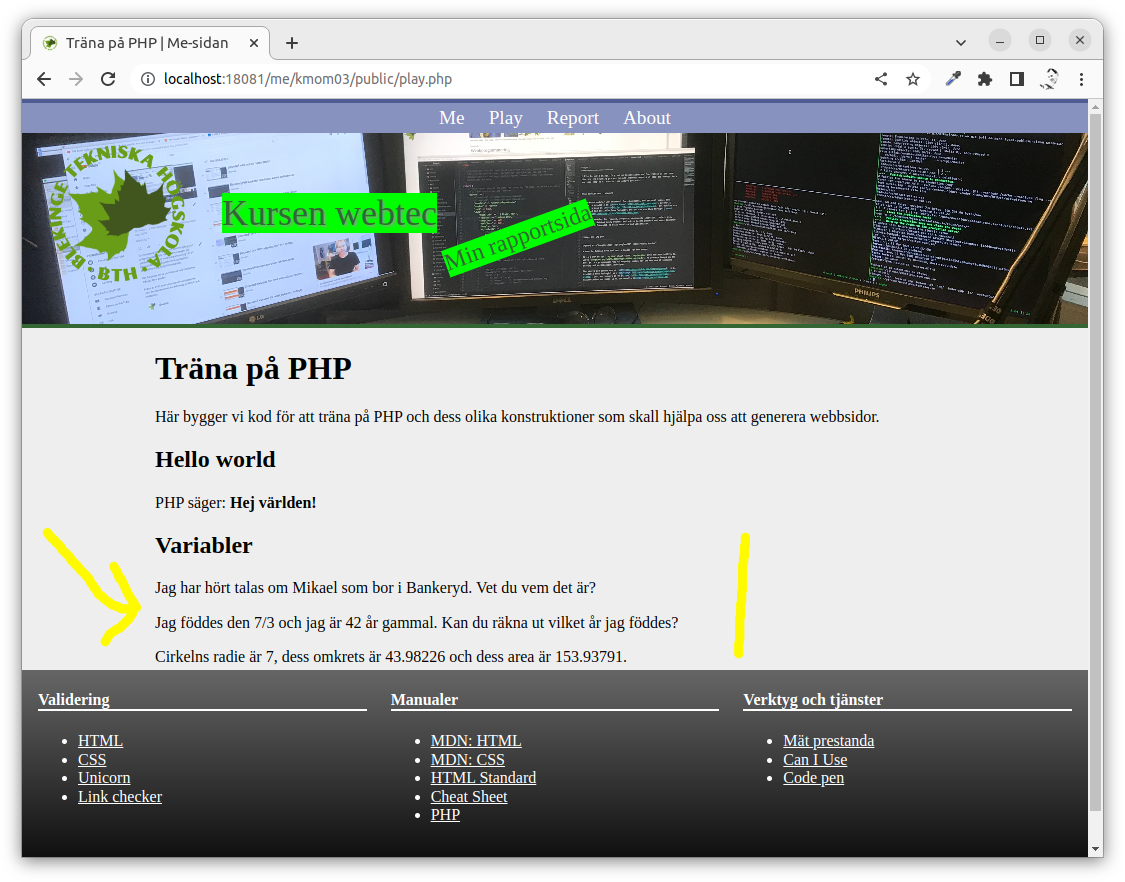 Träna på PHP | Me-sidan
localhost:18081/me/kmom03/public/play.php
Me Play Report About
BLEKINGE TEKNISKA HÖGSKOLA
BTH
Kursen webtec
Min rapportsida
DELL
PHILIPS
Träna på PHP
Här bygger vi kod för att träna på PHP och dess olika konstruktioner som skall hjälpa oss att generera webbsidor.
Hello world
PHP säger: Hej världen!
Variabler
Jag har hört talas om Mikael som bor i Bankeryd. Vet du vem det är?
Jag föddes den 7/3 och jag är 42 år gammal. Kan du räkna ut vilket år jag föddes?
Cirkelns radie är 7, dess omkrets är 43.98226 och dess area är 153.93791.
Validering
HTML
CSS
Unicorn
Link checker
Manualer
MDN: HTML
MDN: CSS
HTML Standard
Cheat Sheet
PHP
Verktyg och tjänster
Mät prestanda
Can I Use
Code pen